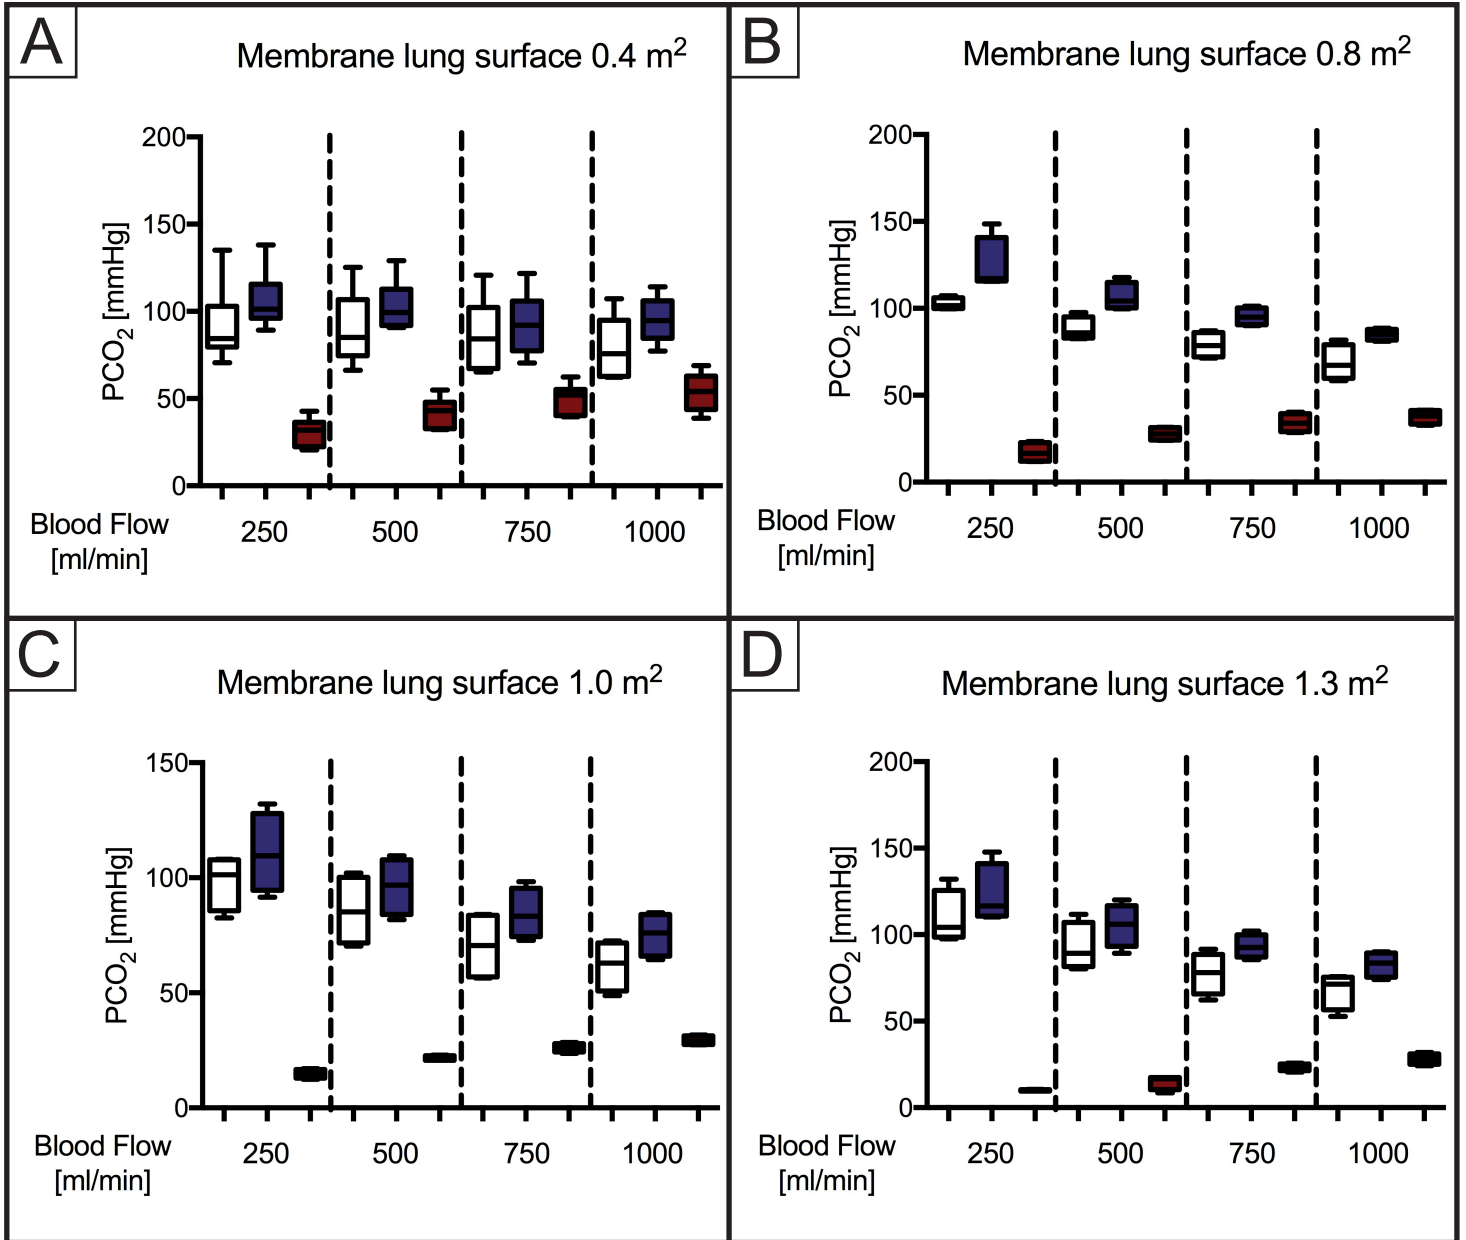 A
Membrane lung surface 0.4 m²
200
150
100
50
0
PCO₂ [mmHg]
Blood Flow
[ml/min]
250 500 750 1000
B
Membrane lung surface 0.8 m²
200
150
100
50
0
PCO₂ [mmHg]
Blood Flow
[ml/min]
250 500 750 1000
C
Membrane lung surface 1.0 m²
150
100
50
0
PCO₂ [mmHg]
Blood Flow
[ml/min]
250 500 750 1000
D
Membrane lung surface 1.3 m²
200
150
100
50
0
PCO₂ [mmHg]
Blood Flow
[ml/min]
250 500 750 1000